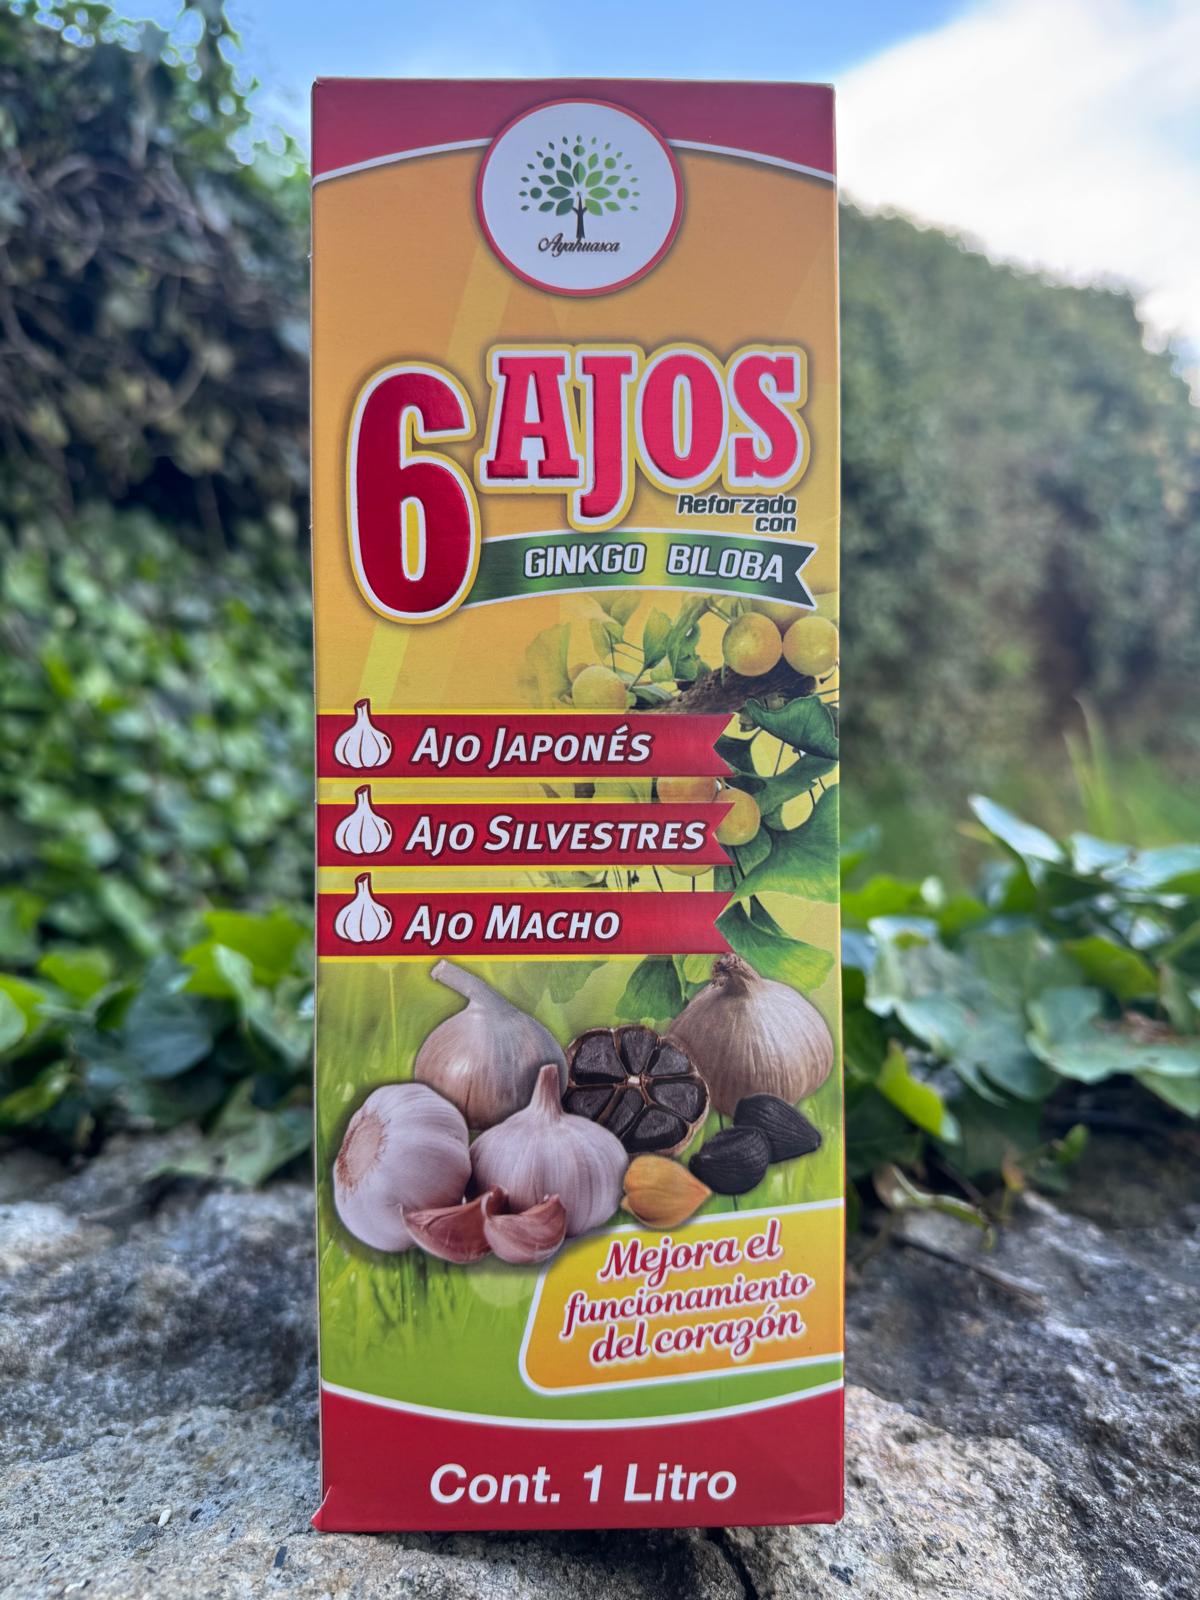 Ayahuasca
6 AJOS
Reforzado
con
GINKGO BILOBA
AJO JAPONÉS
AJO SILVESTRES
AJO MACHO
Mejora el
funcionamiento
del corazón
Cont. 1 Litro